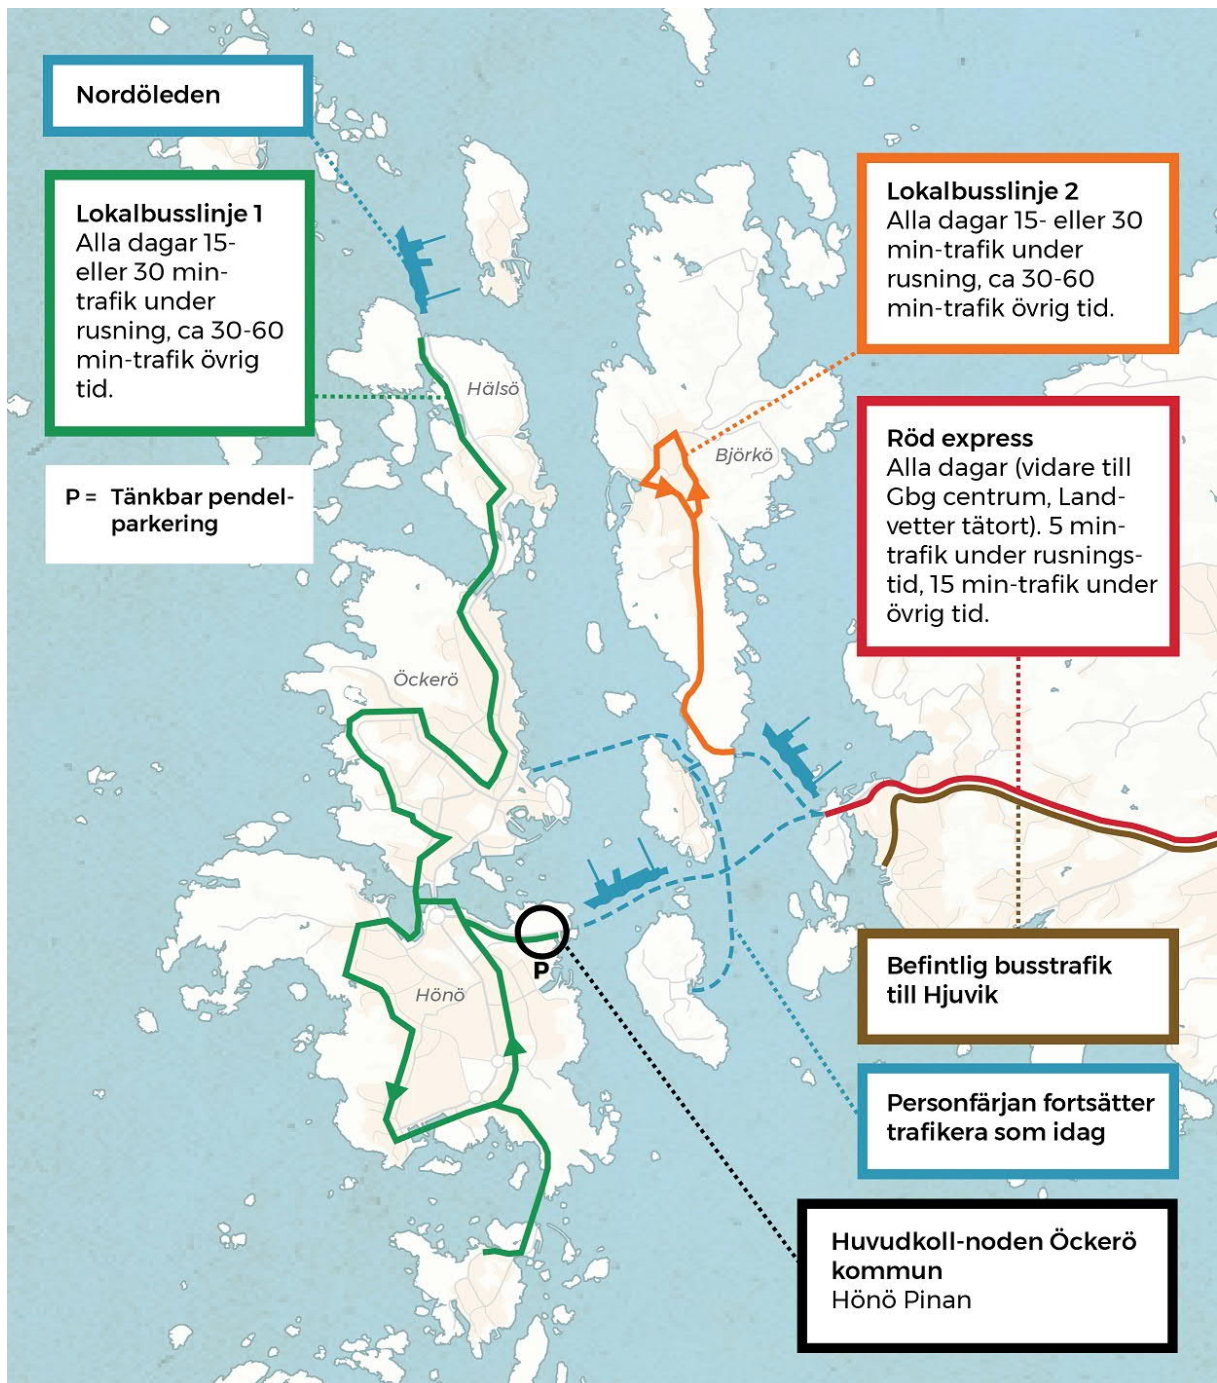 Nordöleden
Lokalbusslinje 1
Alla dagar 15-
eller 30 min-
trafik under
rusning, ca 30-60
min-trafik övrig
tid.
P = Tänkbar pendel-
parkering
Lokalbusslinje 2
Alla dagar 15- eller 30
min-trafik under
rusning, ca 30-60
min-trafik övrig tid.
Röd express
Alla dagar (vidare till
Gbg centrum, Land-
vetter tätort). 5 min-
trafik under rusnings-
tid, 15 min-trafik under
övrig tid.
Hälsö
Björkö
Öckerö
Hönö
P
Befintlig busstrafik
till Hjuvik
Personfärjan fortsätter
trafikera som idag
Huvudkoll-noden Öckerö
kommun
Hönö Pinan